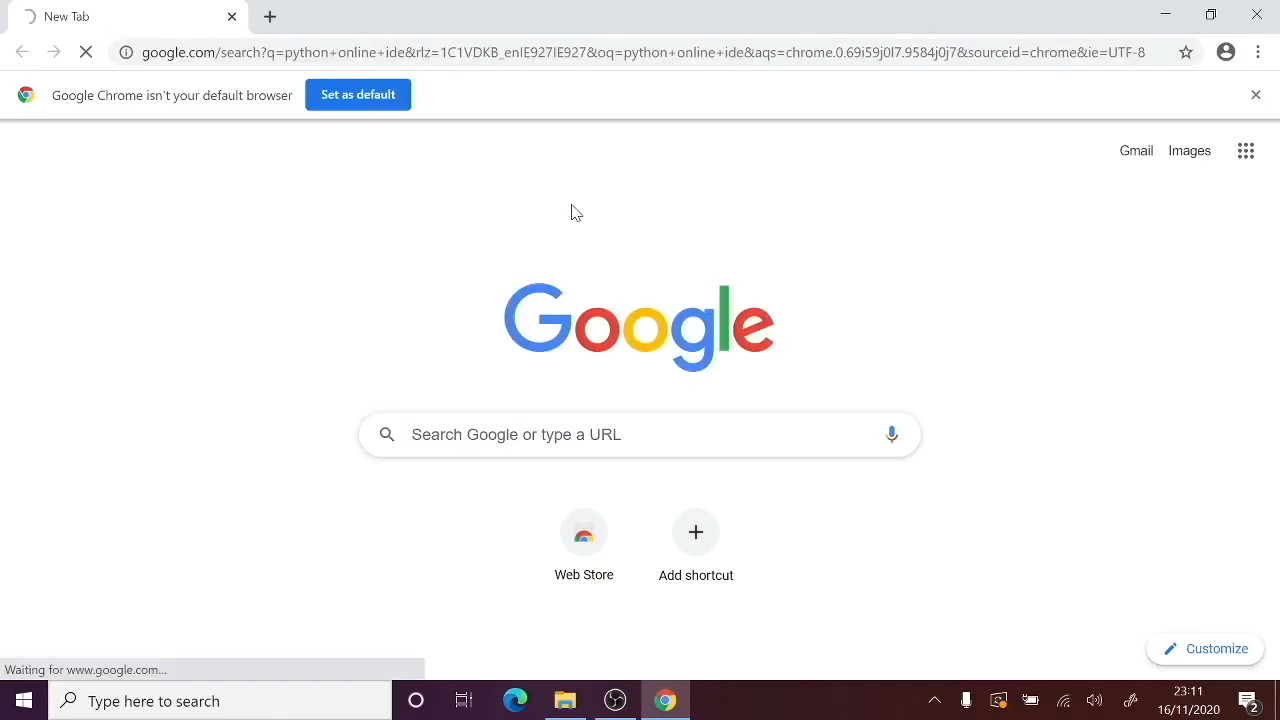 New Tab
google.com/search?q=python+online+ide&rlz=1C1VDKB_enIE927IE927&oq=python+online+ide&aqs=chrome.0.69i59j0l7.9584j0j7&sourceid=chrome&ie=UTF-8
Google Chrome isn't your default browser Set as default
Gmail Images
Google
Search Google or type a URL
Web Store Add shortcut
Customize
Waiting for www.google.com...
Type here to search
23:11
16/11/2020
2